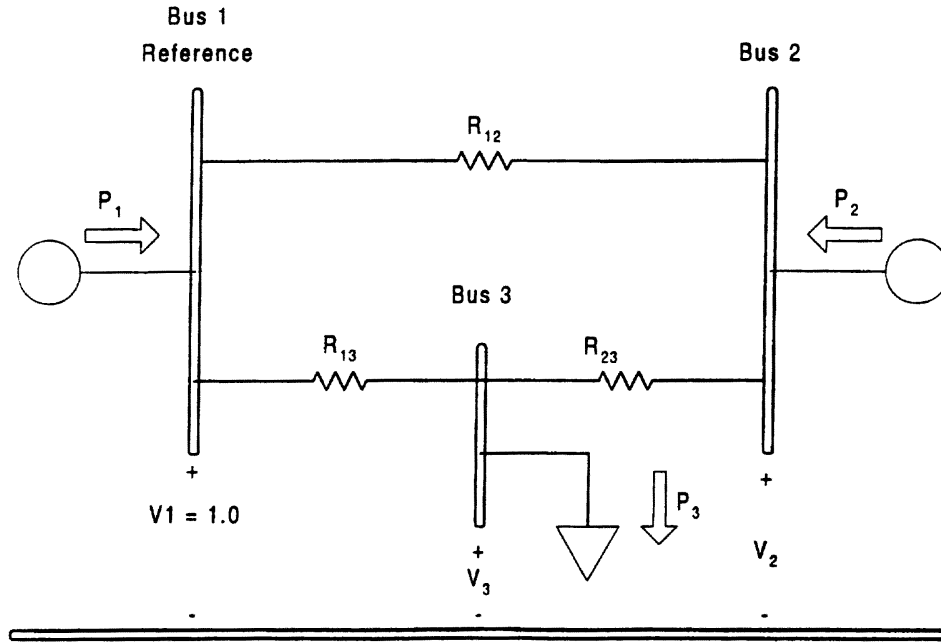 Bus 1
Reference
Bus 2
R12
P1
P2
Bus 3
R13
R23
+
V1 = 1.0
+
V3
P3
+
V2
-
-
-